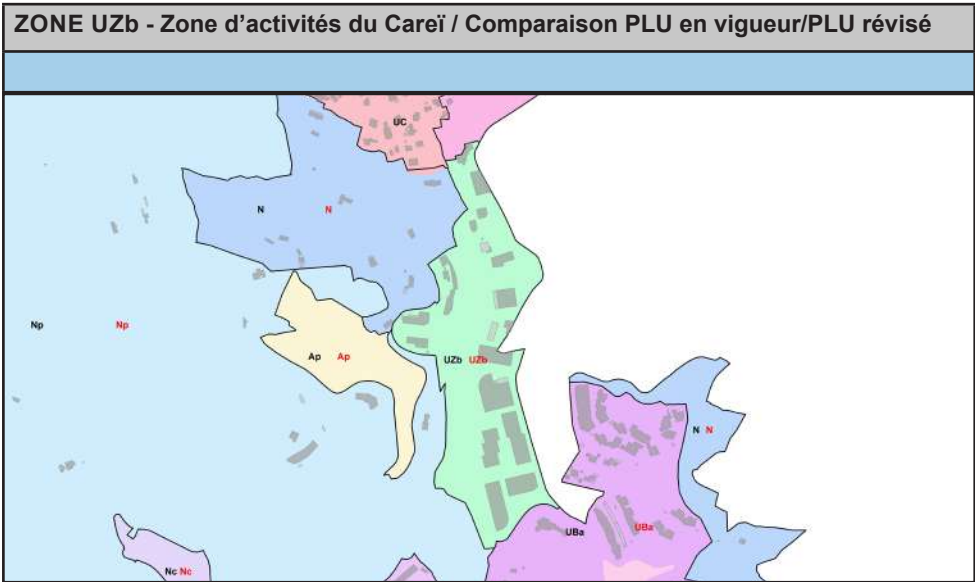 ZONE UZb - Zone d’activités du Careï / Comparaison PLU en vigueur/PLU révisé
UC
N N
Np Np
Ap Ap
UZb UZb
N N
UBa UBa
Nc Nc